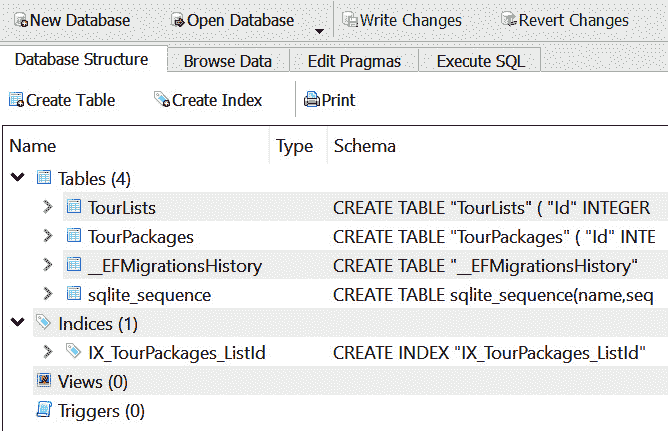 New Database Open Database Write Changes Revert Changes
Database Structure Browse Data Edit Pragmas Execute SQL
Create Table Create Index Print
Name Type Schema
Tables (4)
TourLists CREATE TABLE "TourLists" ( "Id" INTEGER
TourPackages CREATE TABLE "TourPackages" ( "Id" INTE
__EFMigrationsHistory CREATE TABLE "__EFMigrationsHistory"
sqlite_sequence CREATE TABLE sqlite_sequence(name,seq
Indices (1)
IX_TourPackages_ListId CREATE INDEX "IX_TourPackages_ListId"
Views (0)
Triggers (0)